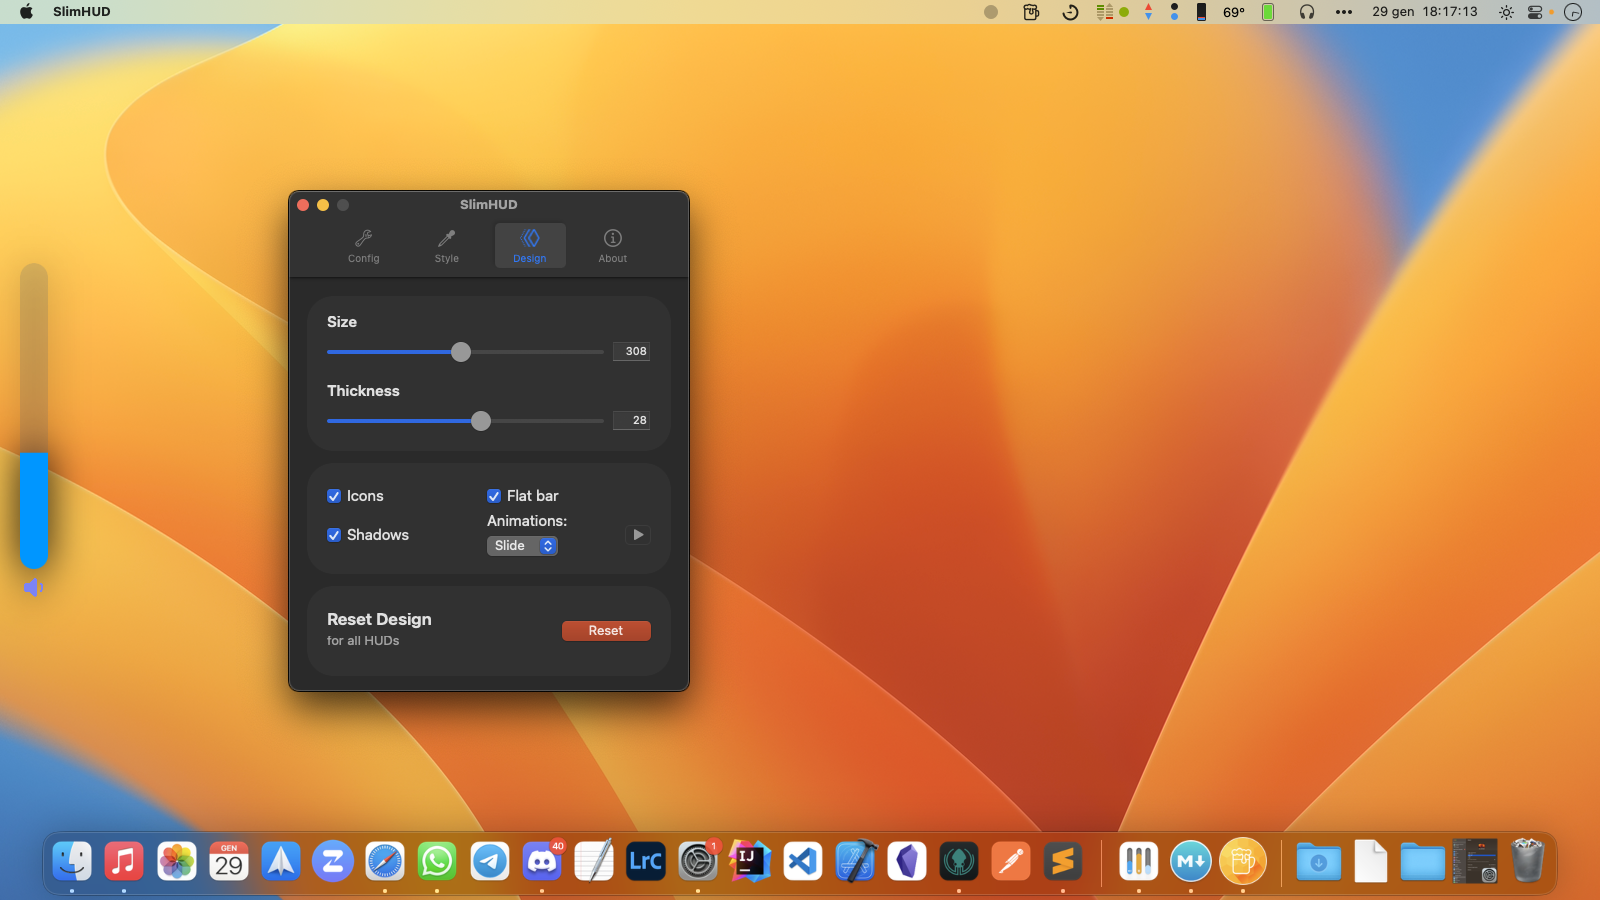 SlimHUD
69°
29 gen 18:17:13
SlimHUD
Config
Style
Design
About
Size
308
Thickness
28
Icons
Flat bar
Shadows
Animations:
Slide
Reset Design
for all HUDs
Reset
GEN
29
Z
40
LrC
1
IJ
M